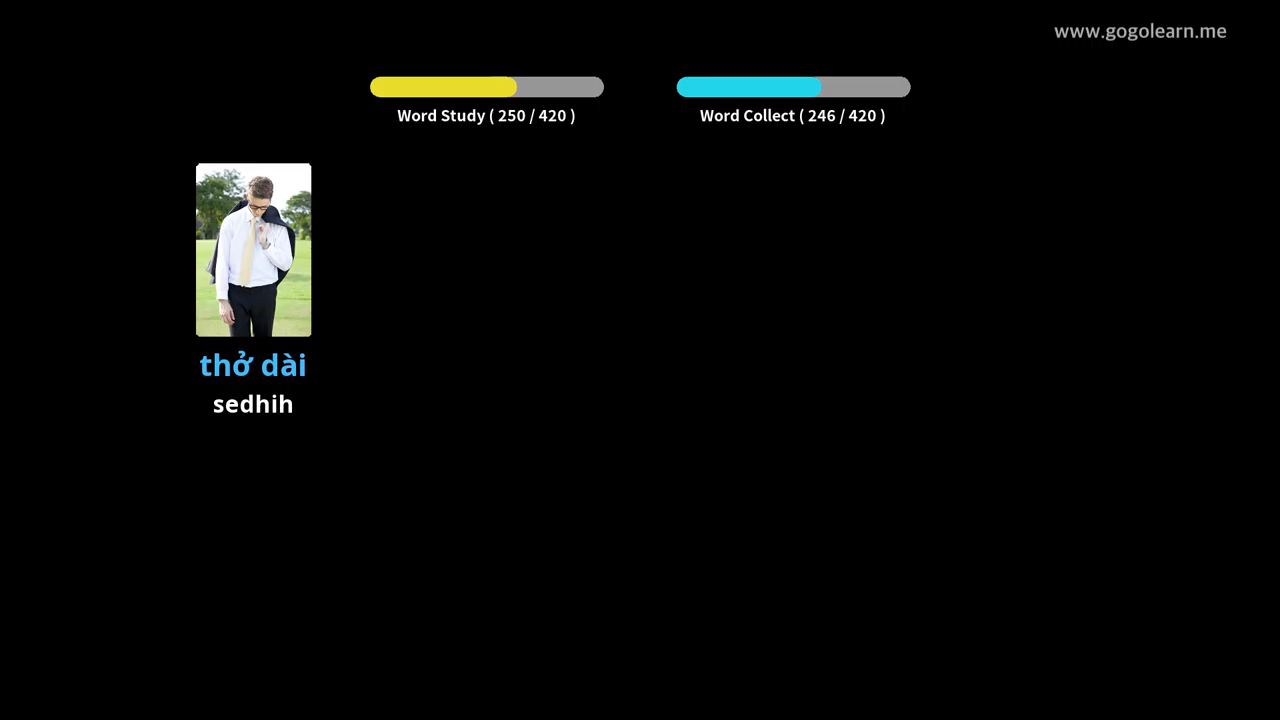 www.gogolearn.me
Word Study ( 250 / 420 )
Word Collect ( 246 / 420 )
thở dài
sedhih